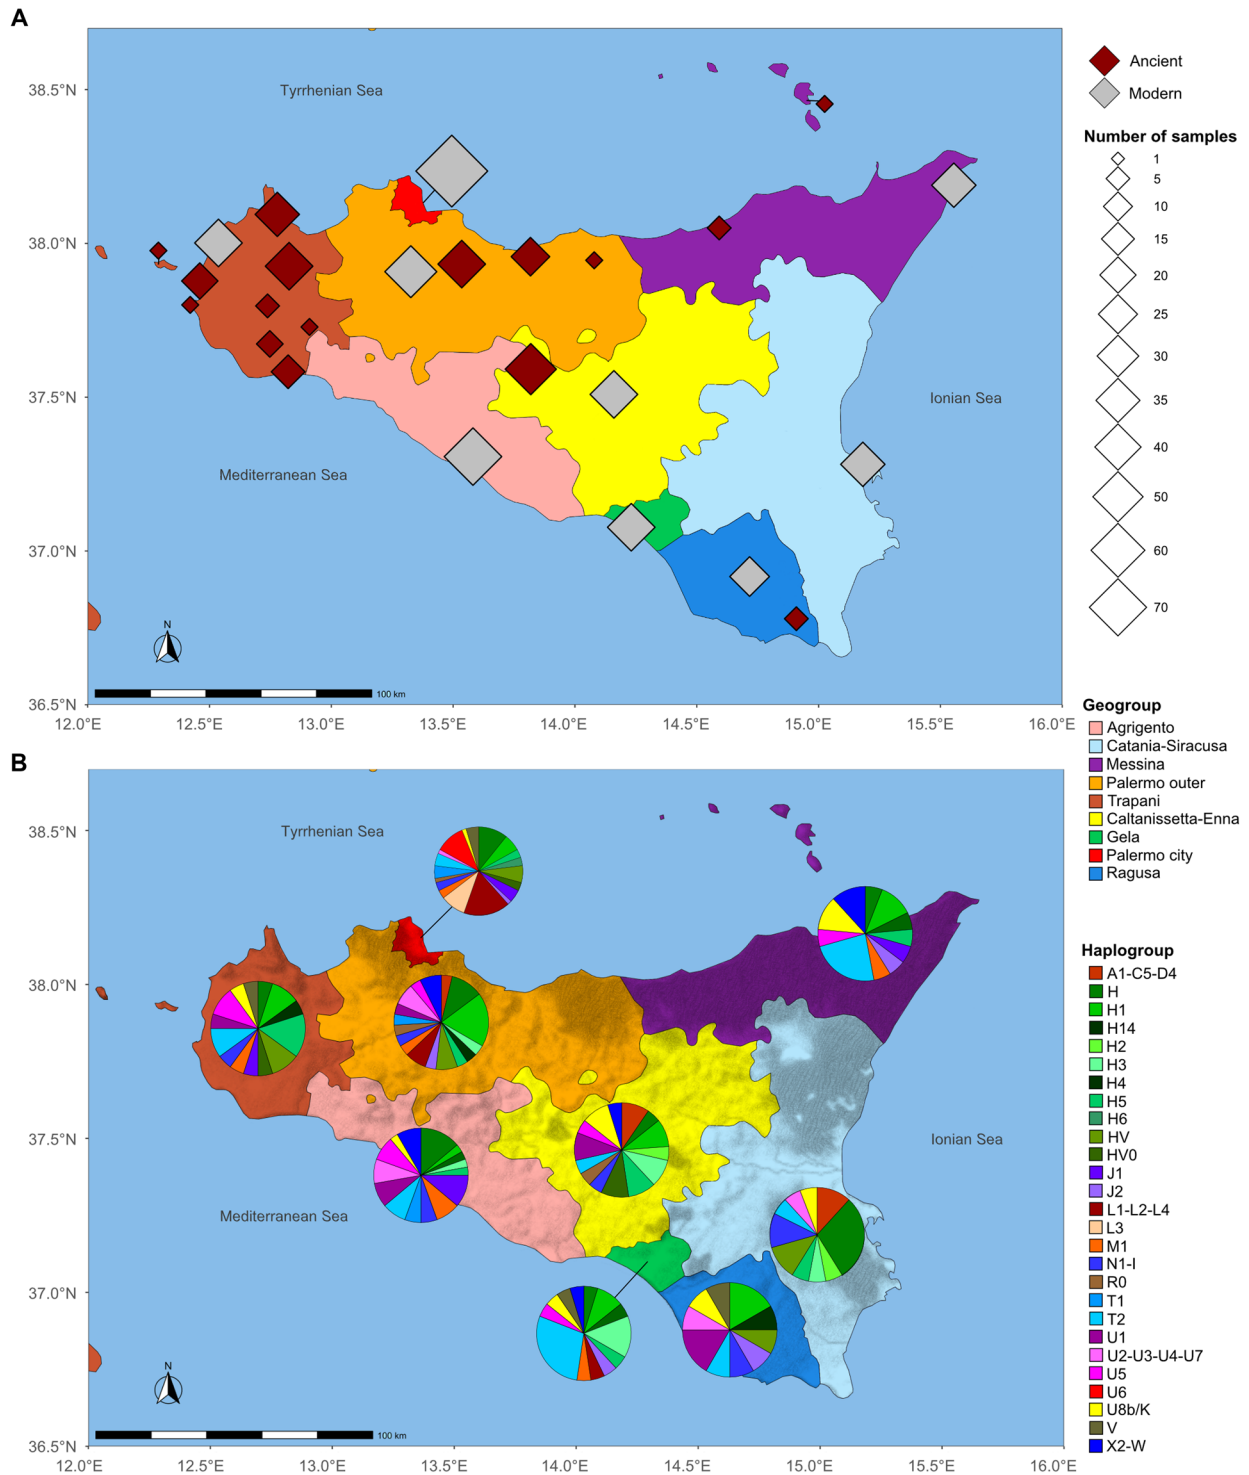 A
Tyrrhenian Sea
Ionian Sea
Mediterranean Sea
38.5°N
38.0°N
37.5°N
37.0°N
36.5°N
N
100 km
12.0°E
12.5°E
13.0°E
13.5°E
14.0°E
14.5°E
15.0°E
15.5°E
16.0°E
Ancient
Modern
Number of samples
1
5
10
15
20
25
30
35
40
50
60
70
Geogroup
Agrigento
Catania-Siracusa
Messina
Palermo outer
Trapani
Caltanissetta-Enna
Gela
Palermo city
Ragusa
B
Tyrrhenian Sea
Ionian Sea
Mediterranean Sea
38.5°N
38.0°N
37.5°N
37.0°N
36.5°N
N
100 km
12.0°E
12.5°E
13.0°E
13.5°E
14.0°E
14.5°E
15.0°E
15.5°E
16.0°E
Haplogroup
A1-C5-D4
H
H1
H14
H2
H3
H4
H5
H6
HV
HV0
J1
J2
L1-L2-L4
L3
M1
N1-I
R0
T1
T2
U1
U2-U3-U4-U7
U5
U6
U8b/K
V
X2-W